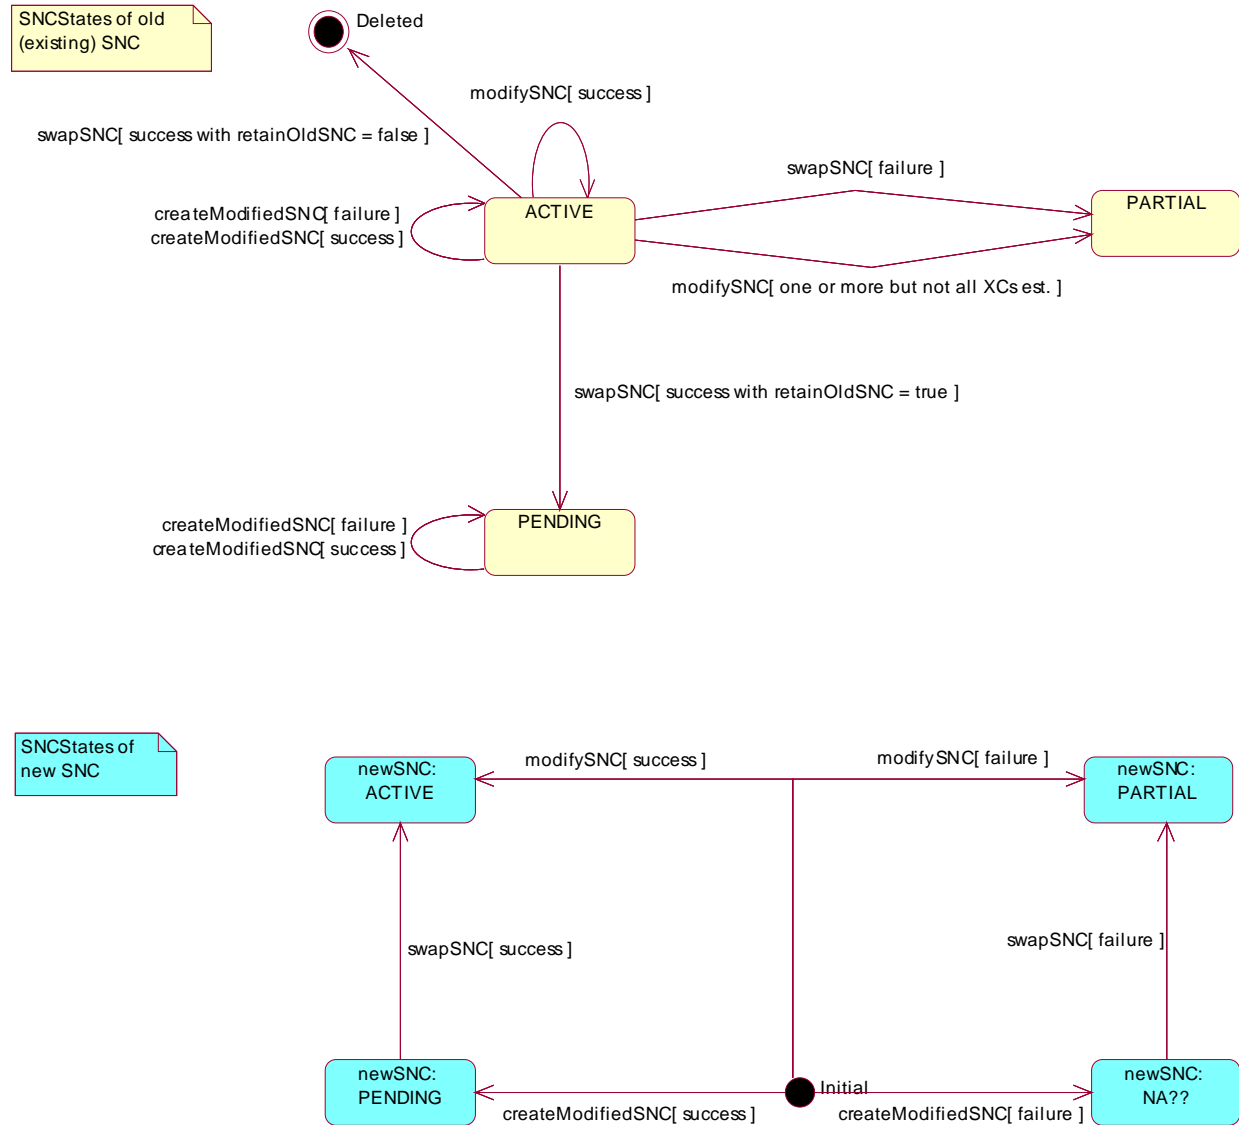 SNCStates of old
(existing) SNC
Deleted
modifySNC[ success ]
swapSNC[ success with retainOldSNC = false ]
swapSNC[ failure ]
createModifiedSNC[ failure ]
createModifiedSNC[ success ]
ACTIVE
PARTIAL
modifySNC[ one or more but not all XCs est. ]
swapSNC[ success with retainOldSNC = true ]
createModifiedSNC[ failure ]
createModifiedSNC[ success ]
PENDING
SNCStates of
new SNC
newSNC:
ACTIVE
modifySNC[ success ]
modifySNC[ failure ]
newSNC:
PARTIAL
swapSNC[ success ]
swapSNC[ failure ]
newSNC:
PENDING
Initial
newSNC:
NA??
createModifiedSNC[ success ]
createModifiedSNC[ failure ]